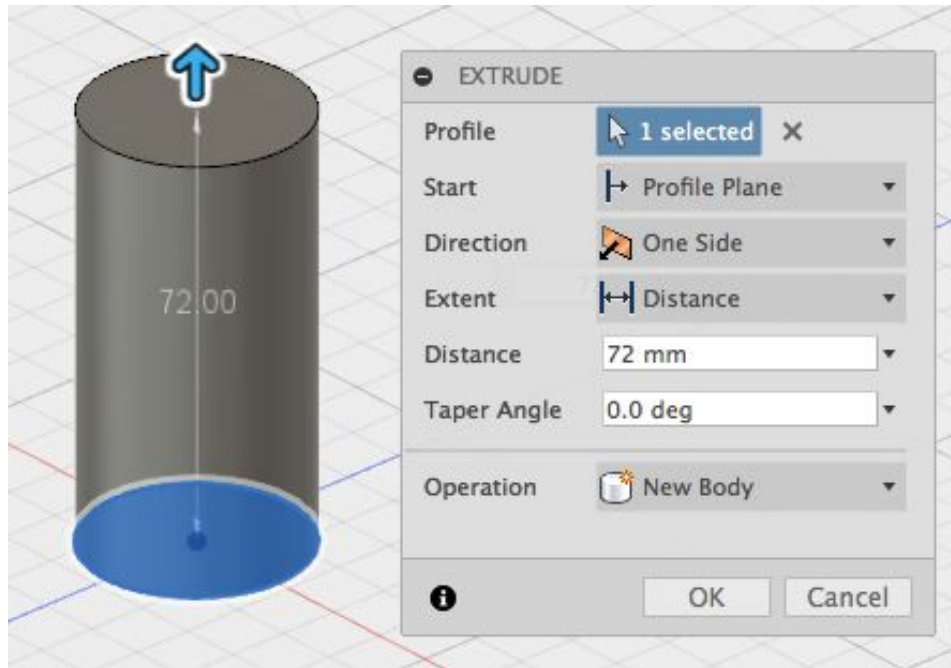 EXTRUDE
Profile 1 selected
Start Profile Plane
Direction One Side
Extent Distance
Distance 72 mm
Taper Angle 0.0 deg
Operation New Body
OK Cancel
72.00